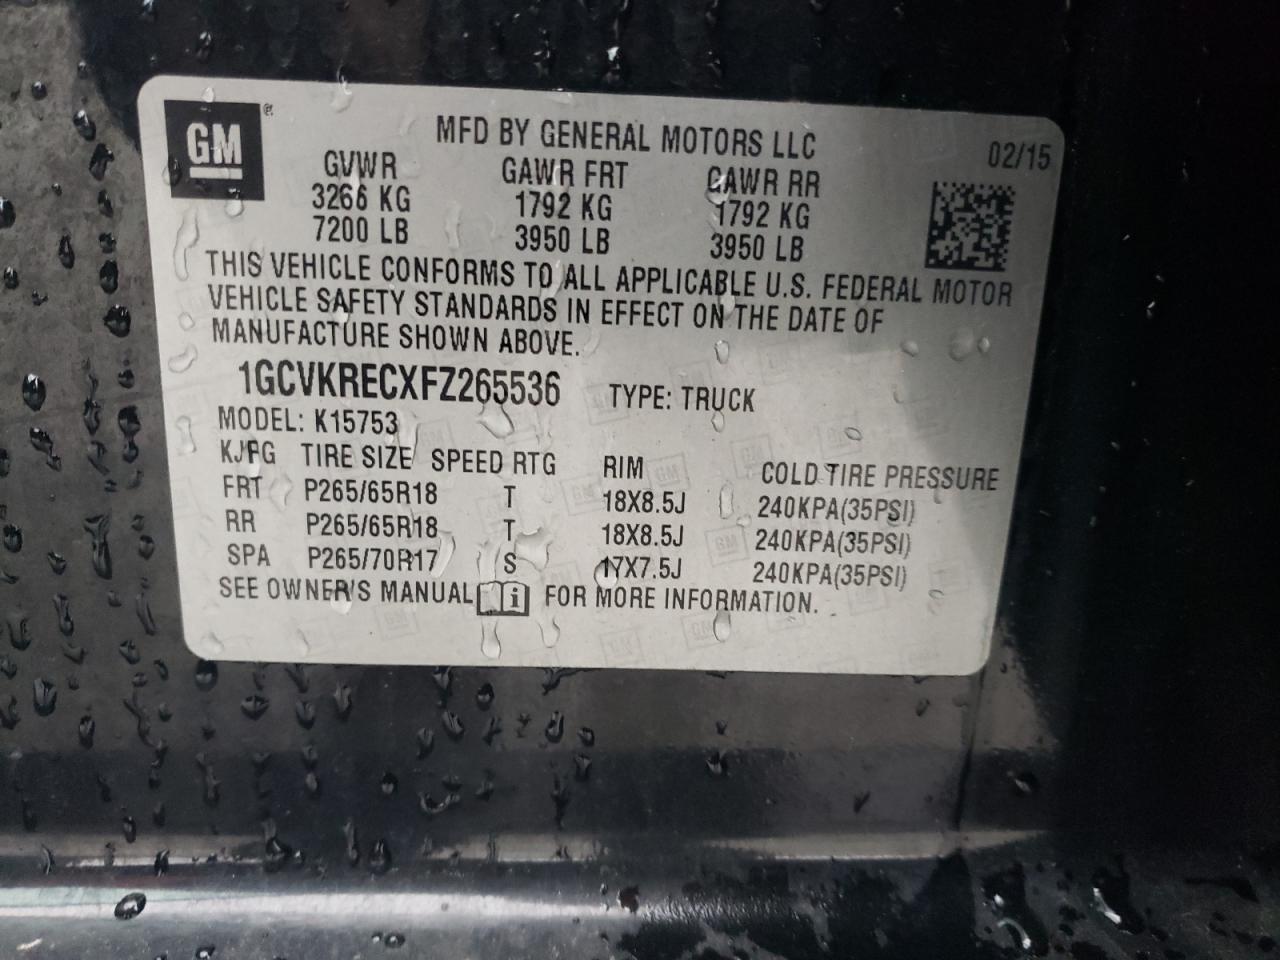 GM
MFD BY GENERAL MOTORS LLC
02/15
GVWR GAWR FRT GAWR RR
3266 KG 1792 KG 1792 KG
7200 LB 3950 LB 3950 LB
THIS VEHICLE CONFORMS TO ALL APPLICABLE U.S. FEDERAL MOTOR
VEHICLE SAFETY STANDARDS IN EFFECT ON THE DATE OF
MANUFACTURE SHOWN ABOVE.
1GCVKRECXFZ265536 TYPE: TRUCK
MODEL: K15753
KJFG TIRE SIZE SPEED RTG RIM COLD TIRE PRESSURE
FRT P265/65R18 T 18X8.5J 240KPA(35PSI)
RR P265/65R18 T 18X8.5J 240KPA(35PSI)
SPA P265/70R17 S 17X7.5J 240KPA(35PSI)
SEE OWNER'S MANUAL FOR MORE INFORMATION.